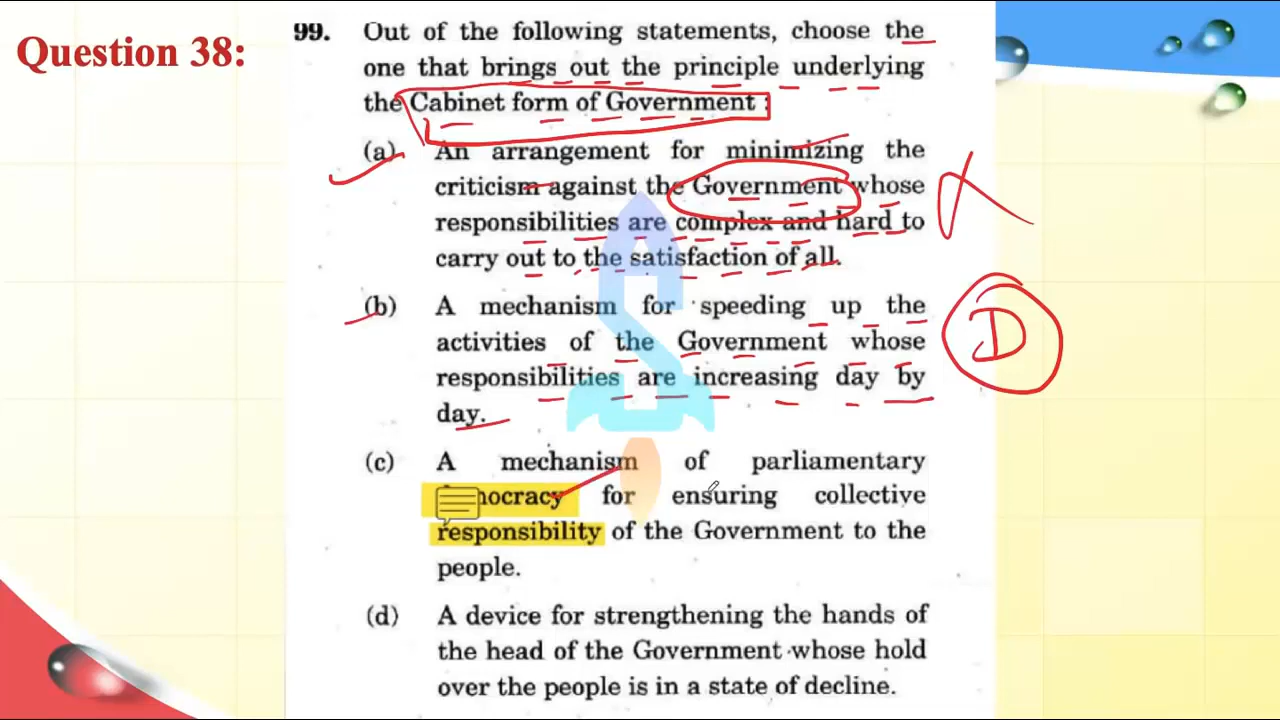 Question 38:
99. Out of the following statements, choose the
one that brings out the principle underlying
the Cabinet form of Government :
(a) An arrangement for minimizing the
criticism against the Government whose
responsibilities are complex and hard to
carry out to the satisfaction of all.
(b) A mechanism for speeding up the
activities of the Government whose
responsibilities are increasing day by
day.
(c) A mechanism of parliamentary
nocracy for ensuring collective
responsibility of the Government to the
people.
(d) A device for strengthening the hands of
the head of the Government whose hold
over the people is in a state of decline.
D